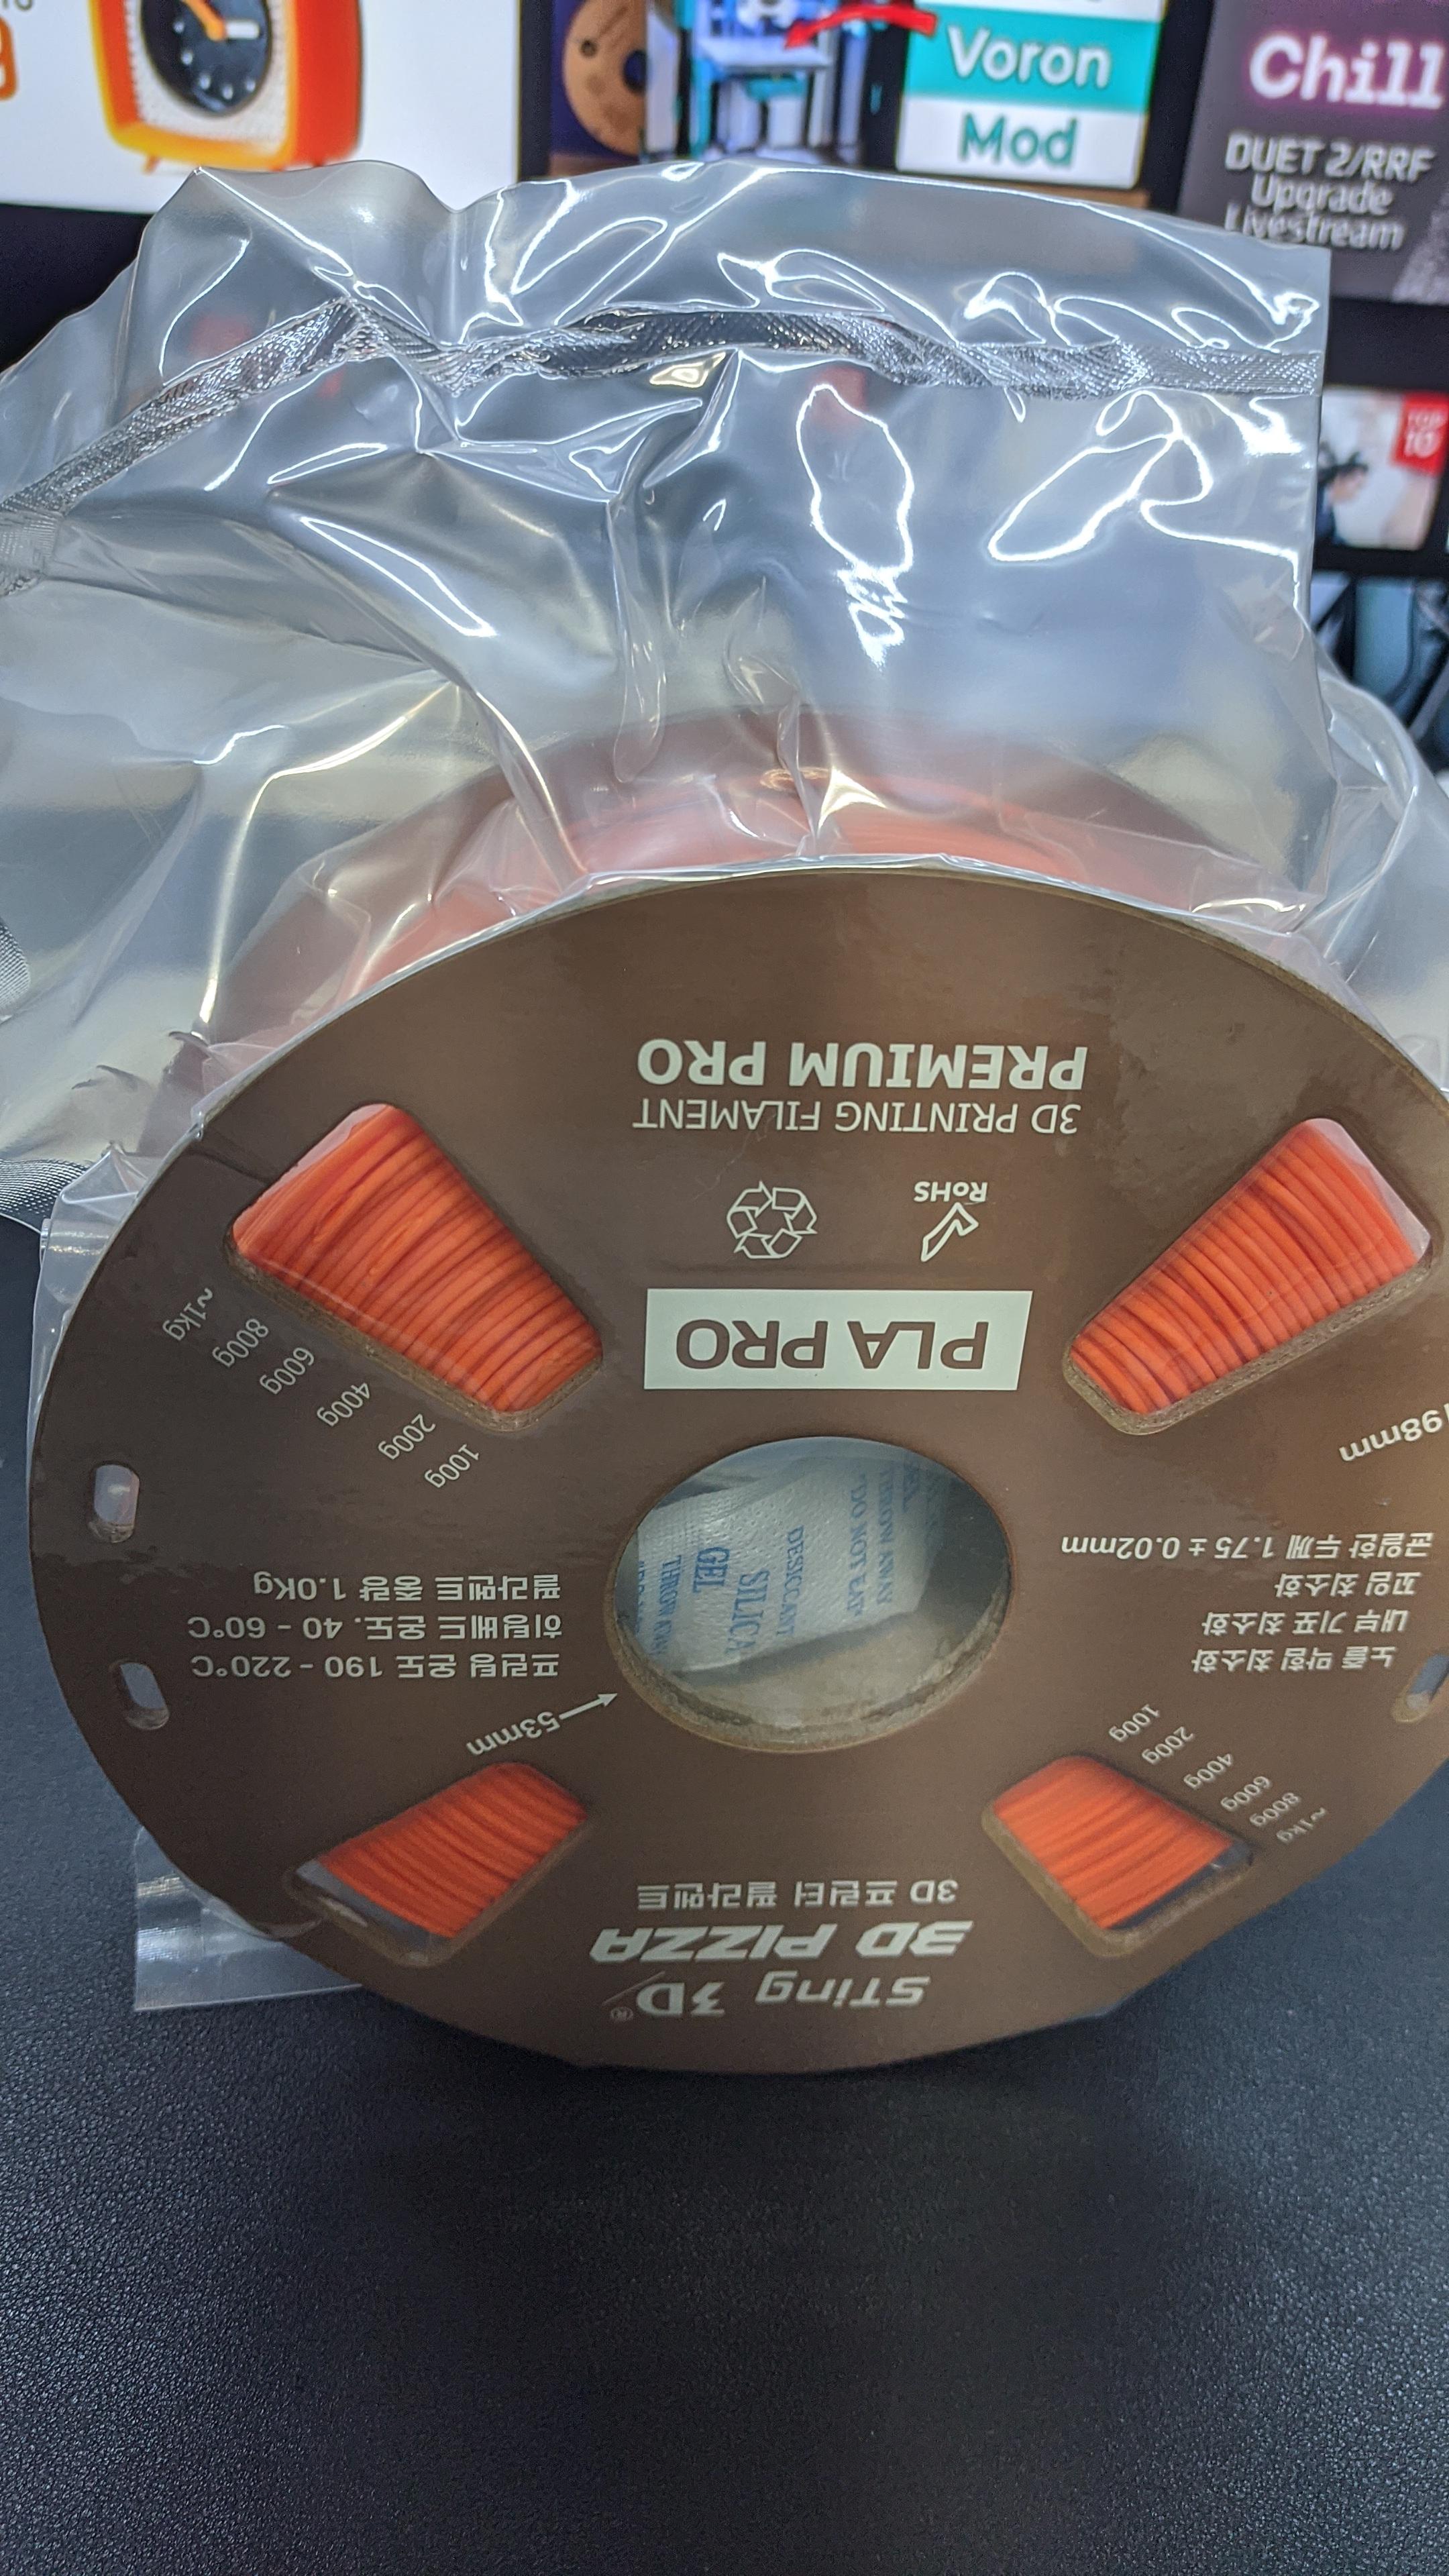 Voron
Mod
Chill
DUET 2/RRF
Upgrade
Livestream
TOP
10
STing 3D®
3D PIZZA
3D 프린터 필라멘트
~1kg
800g
600g
400g
200g
100g
53mm
노즐 막힘 최소화
내부 기포 최소화
꼬임 최소화
균일한 두께 1.75 ± 0.02mm
프린팅 온도 190 - 220°C
히팅베드 온도. 40 - 60°C
필라멘트 중량 1.0Kg
DESICCANT
SILICA
GEL
THROW AWAY
"DO NOT EAT"
198mm
100g
200g
400g
600g
800g
~1kg
PLA PRO
RoHS
3D PRINTING FILAMENT
PREMIUM PRO